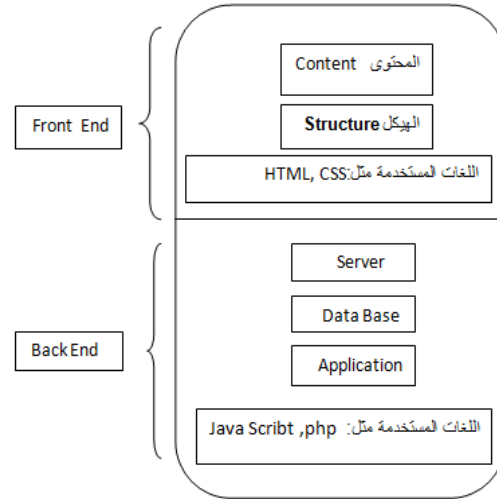 المحتوى Content
الهيكل Structure
Front End
اللغات المستخدمة مثل:HTML, CSS
Server
Data Base
Back End
Application
اللغات المستخدمة مثل: Java Scribt ,php